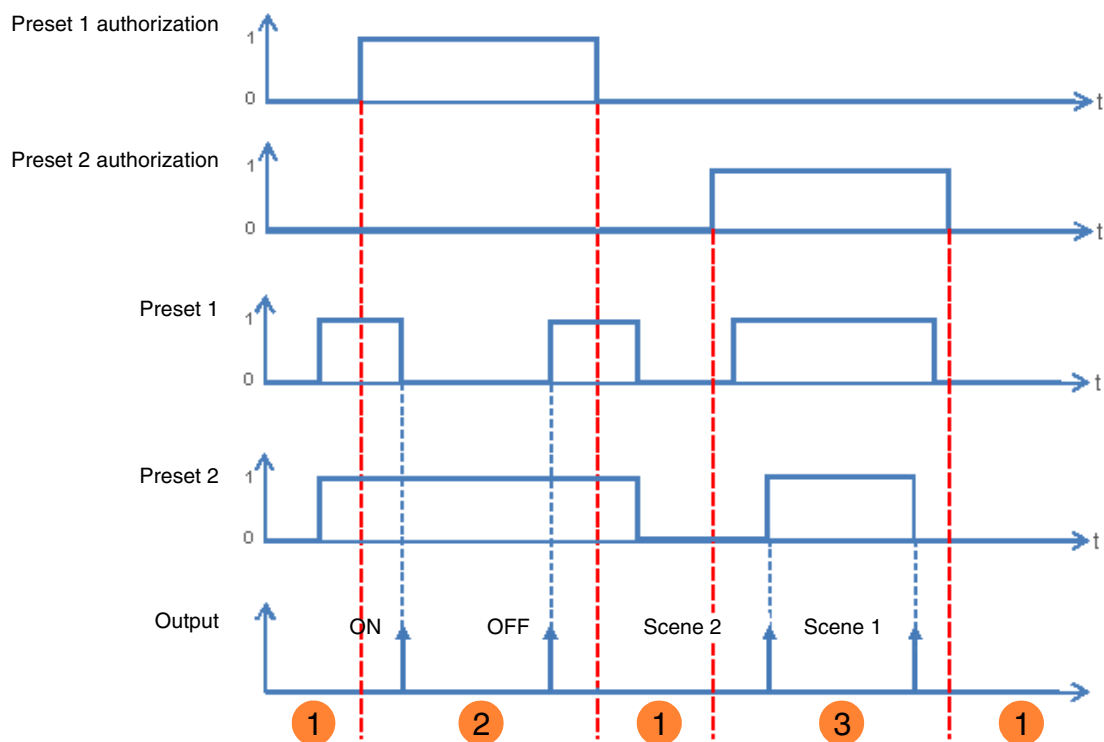 Preset 1 authorization
1
0
t
Preset 2 authorization
1
0
t
Preset 1
1
0
t
Preset 2
1
0
t
Output
ON
OFF
Scene 2
Scene 1
1
2
1
3
1